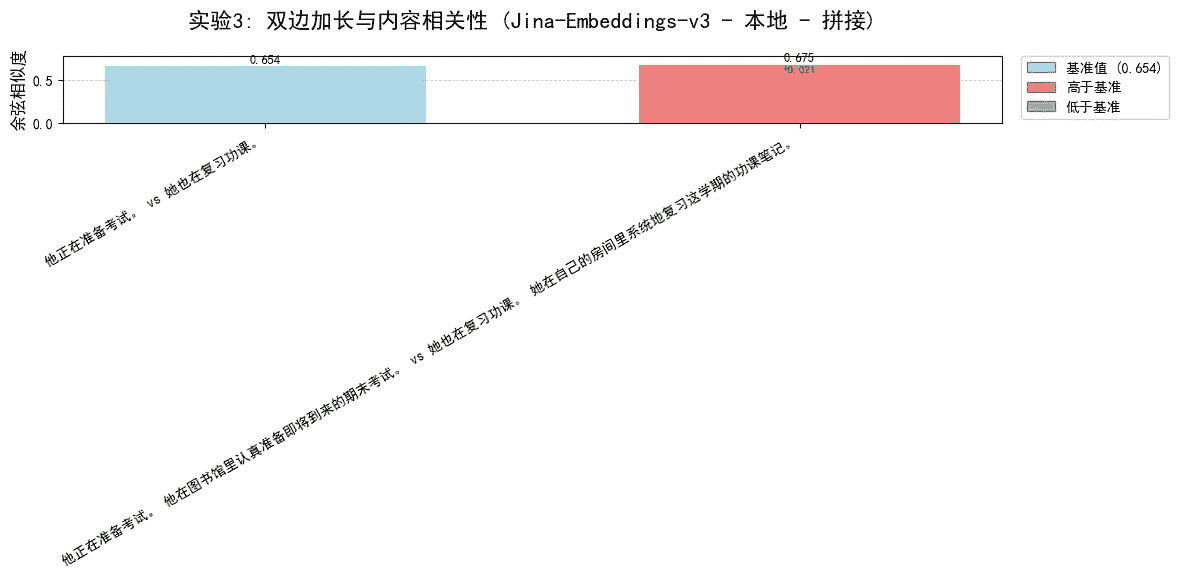 实验3: 双边加长与内容相关性 (Jina-Embeddings-v3 - 本地 - 拼接)
余弦相似度
0.5
0.0
0.654
0.675
+0.021
基准值 (0.654)
高于基准
低于基准
他正在准备考试。 vs 她也在复习功课。
他正在准备考试。 他在图书馆里认真准备即将到来的期末考试。 vs 她也在复习功课。 她在自己的房间里系统地复习这学期的功课笔记。